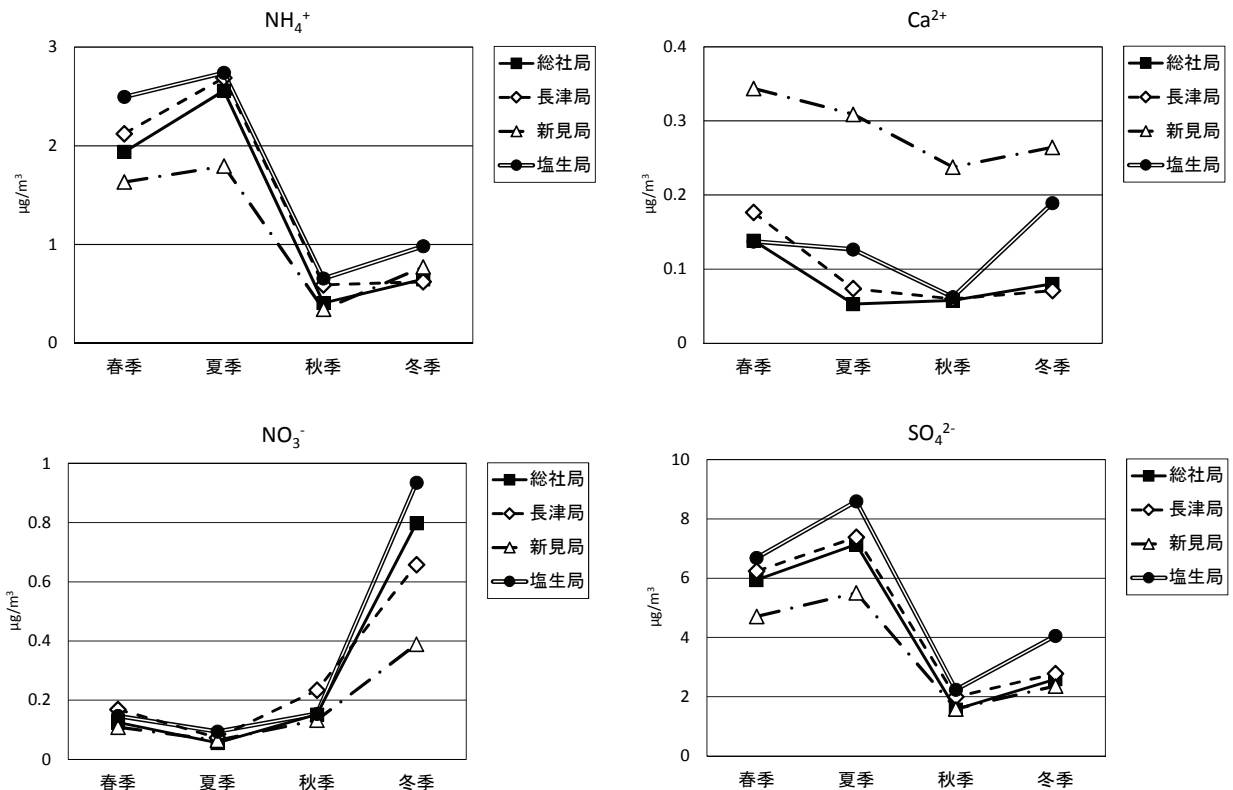 NH₄⁺
3
2
1
0
μg/m³
春季 夏季 秋季 冬季
総社局
長津局
新見局
塩生局
Ca²⁺
0.4
0.3
0.2
0.1
0
μg/m³
春季 夏季 秋季 冬季
総社局
長津局
新見局
塩生局
NO₃⁻
1
0.8
0.6
0.4
0.2
0
μg/m³
春季 夏季 秋季 冬季
総社局
長津局
新見局
塩生局
SO₄²⁻
10
8
6
4
2
0
μg/m³
春季 夏季 秋季 冬季
総社局
長津局
新見局
塩生局